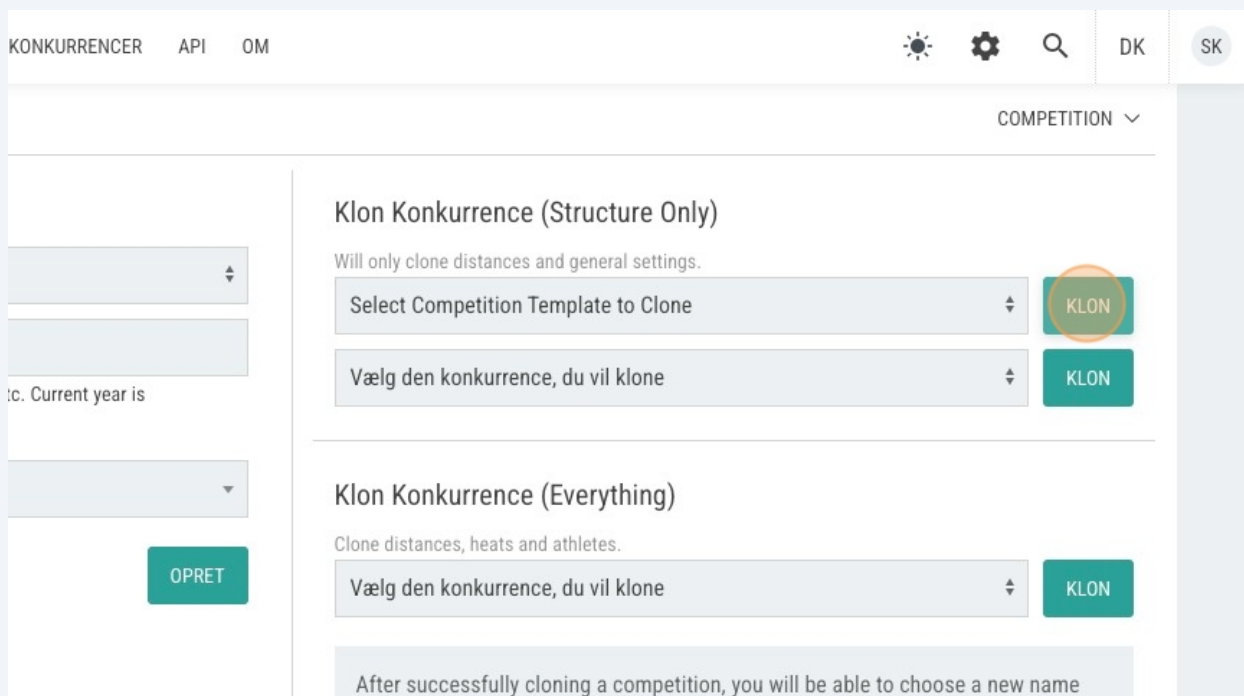 KONKURRENCER API OM DK SK
COMPETITION
tc. Current year is
OPRET
Klon Konkurrence (Structure Only)
Will only clone distances and general settings.
Select Competition Template to Clone KLON
Vælg den konkurrence, du vil klone KLON
Klon Konkurrence (Everything)
Clone distances, heats and athletes.
Vælg den konkurrence, du vil klone KLON
After successfully cloning a competition, you will be able to choose a new name